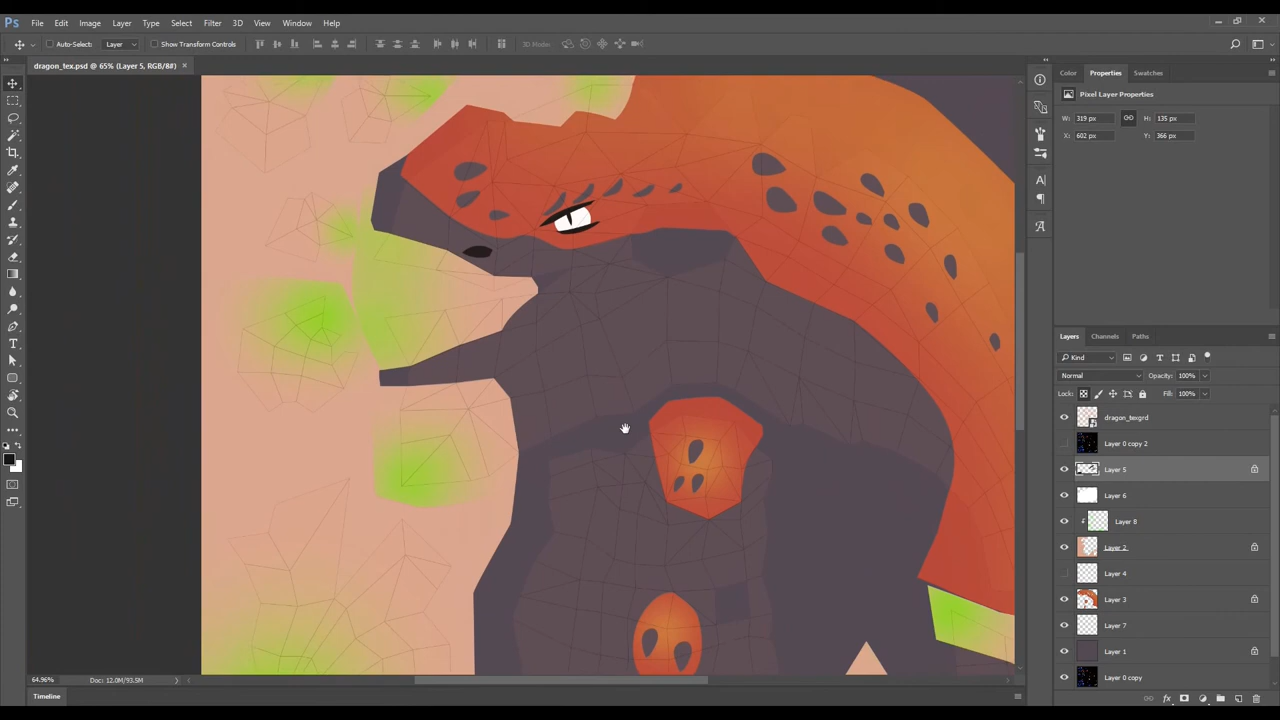 Ps File Edit Image Layer Type Select Filter 3D View Window Help
Auto-Select: Layer Show Transform Controls 3D Mode:
dragon_tex.psd @ 65% (Layer 5, RGB/8#) ×
Color Properties Swatches
Pixel Layer Properties
W: 319 px H: 135 px
X: 602 px Y: 366 px
Layers Channels Paths
Kind
Normal Opacity: 100%
Lock: Fill: 100%
dragon_texgrd
Layer 0 copy 2
Layer 5
Layer 6
Layer 8
Layer 2
Layer 4
Layer 3
Layer 7
Layer 1
Layer 0 copy
64.96% Doc: 12.0M/93.5M
Timeline